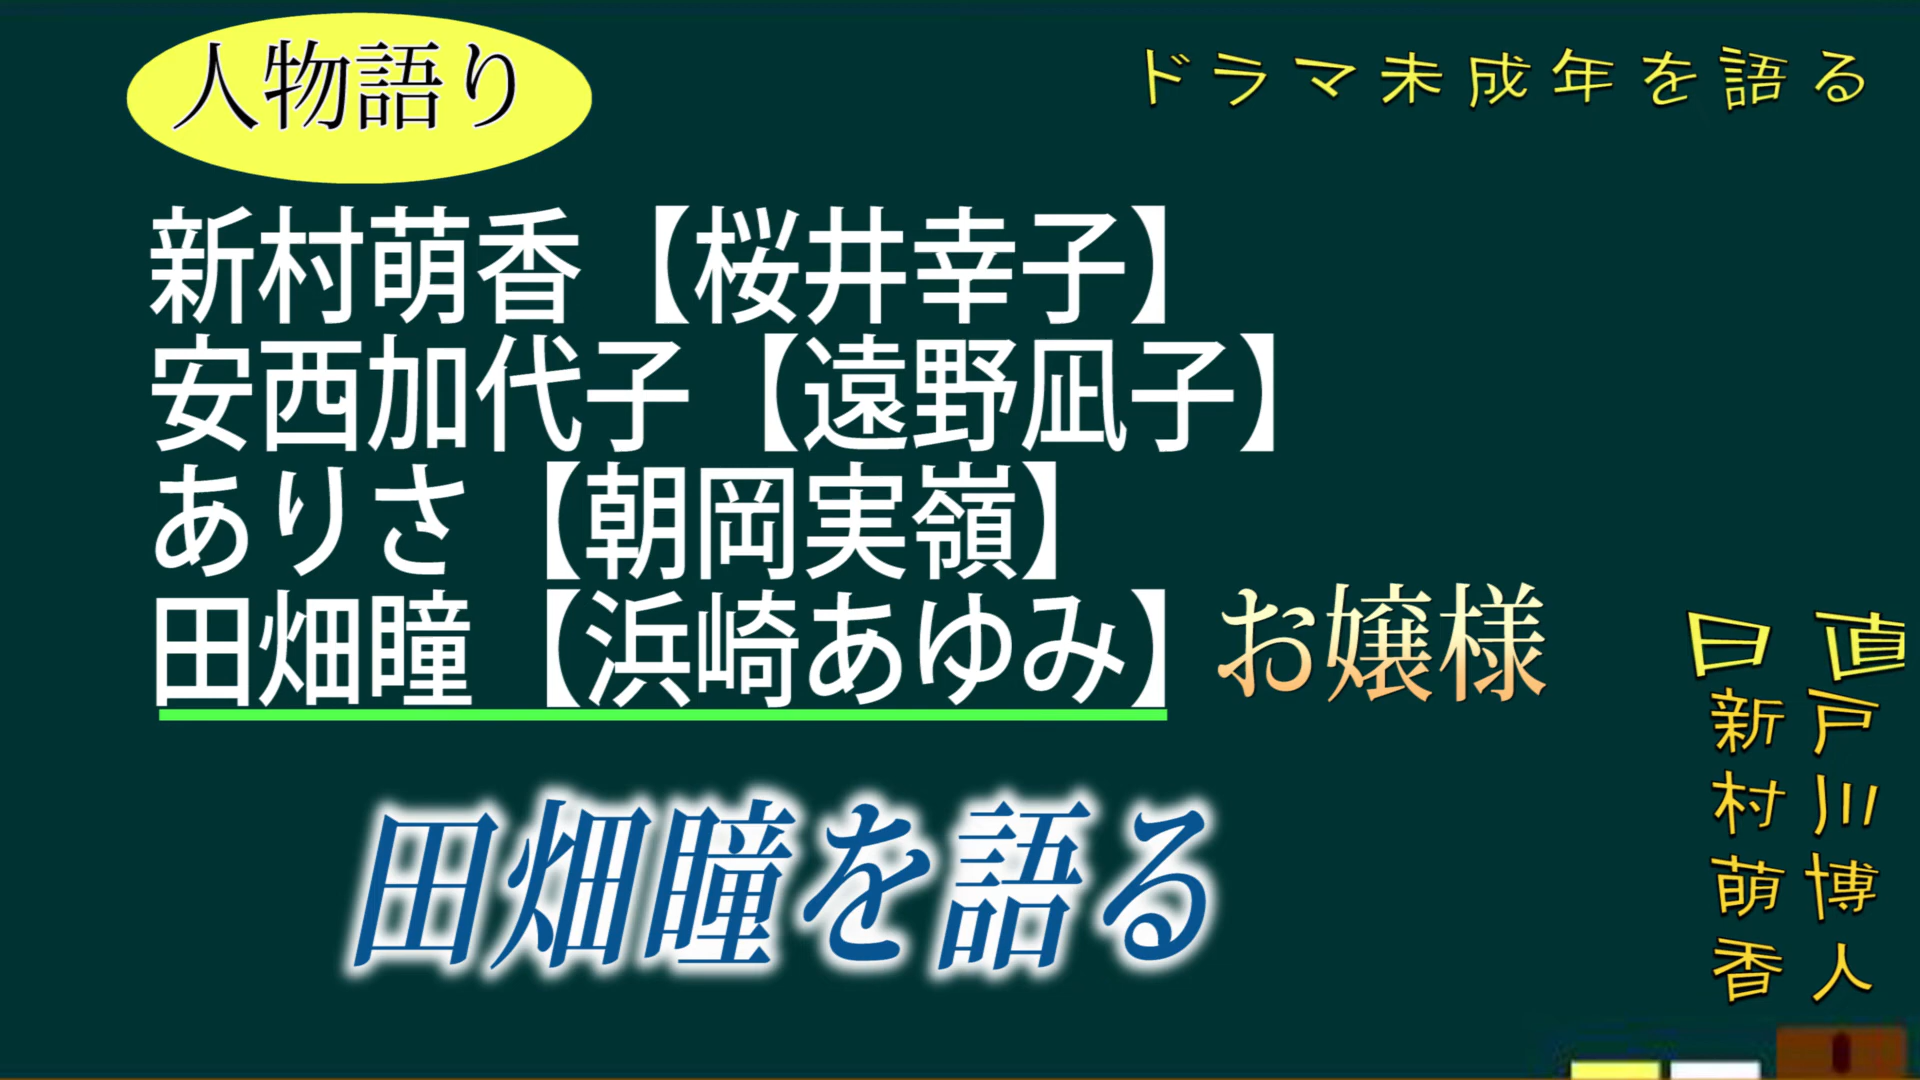 人物語り
ドラマ未成年を語る
新村萌香【桜井幸子】
安西加代子【遠野凪子】
ありさ【朝岡実嶺】
田畑瞳【浜崎あゆみ】お嬢様
田畑瞳を語る
日直
戸川博人
新村萌香